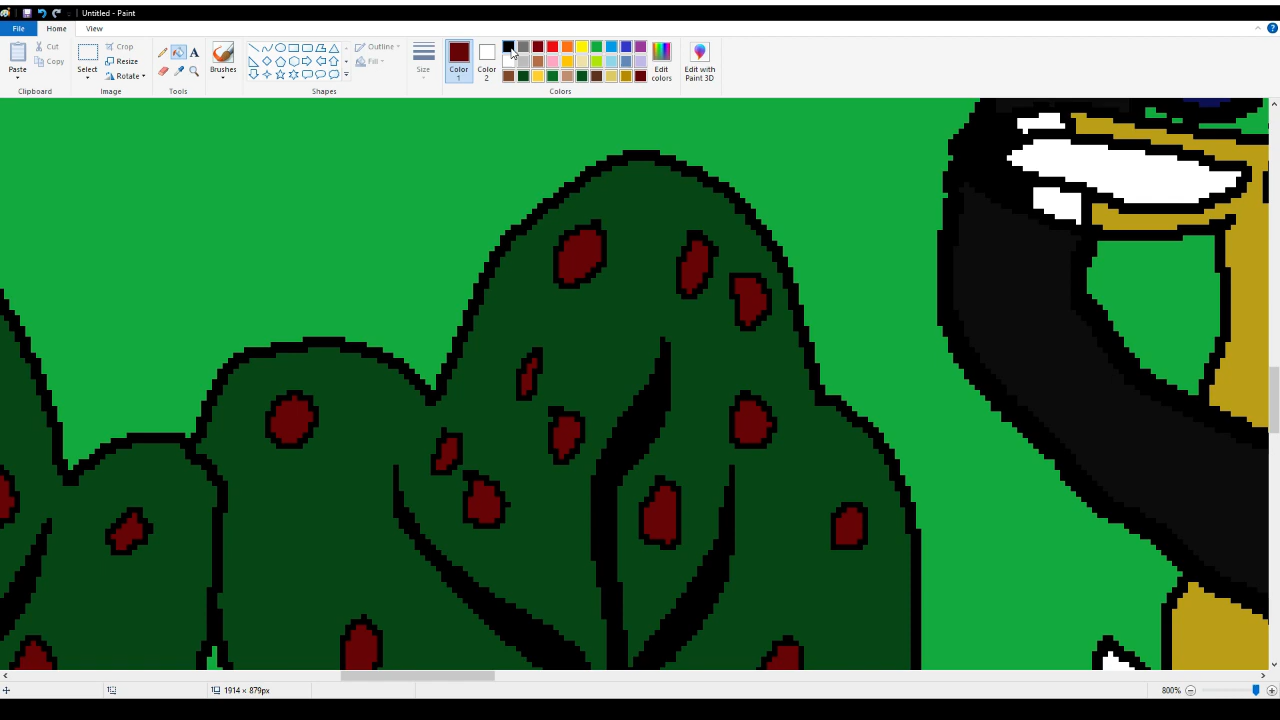 Untitled - Paint
File Home View
Paste
Cut
Copy
Clipboard
Select
Crop
Resize
Rotate
Image
A
Tools
Brushes
Outline
Fill
Shapes
Size
Color 1
Color 2
Edit colors
Colors
Edit with Paint 3D
1914 × 879px
800%